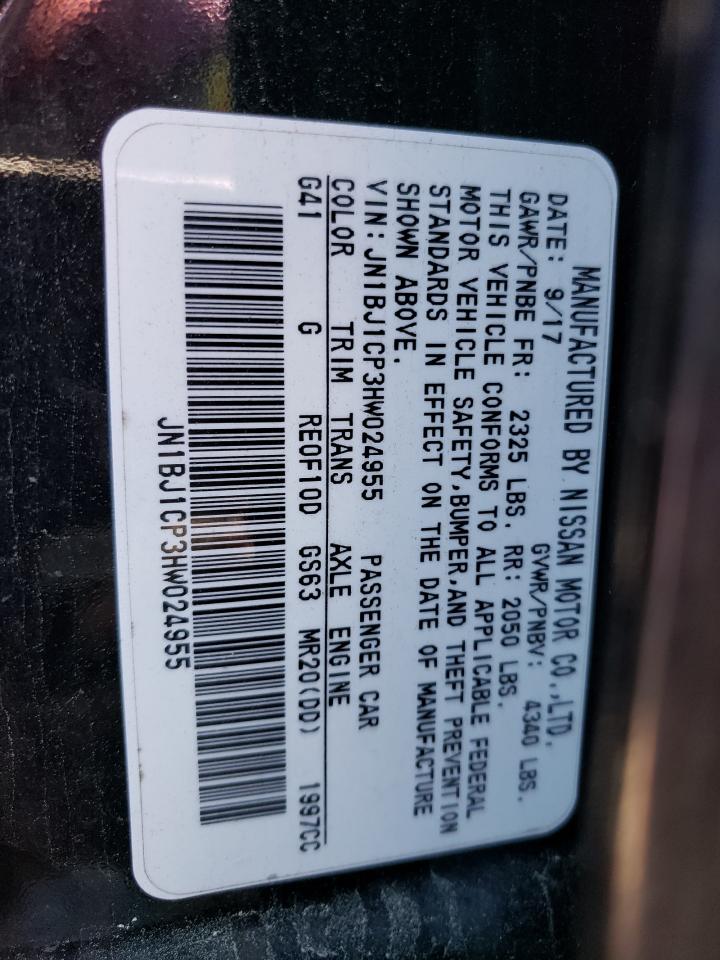 MANUFACTURED BY NISSAN MOTOR CO.,LTD.
DATE: 9/17 GVWR/PNBV: 4340 LBS.
GAWR/PNBE FR: 2325 LBS. RR: 2050 LBS.
THIS VEHICLE CONFORMS TO ALL APPLICABLE FEDERAL
MOTOR VEHICLE SAFETY,BUMPER,AND THEFT PREVENTION
STANDARDS IN EFFECT ON THE DATE OF MANUFACTURE
SHOWN ABOVE.
VIN:JN1BJ1CP3HW024955 PASSENGER CAR
COLOR TRIM TRANS AXLE ENGINE
G41 G RE0F10D GS63 MR20(DD) 1997CC
JN1BJ1CP3HW024955